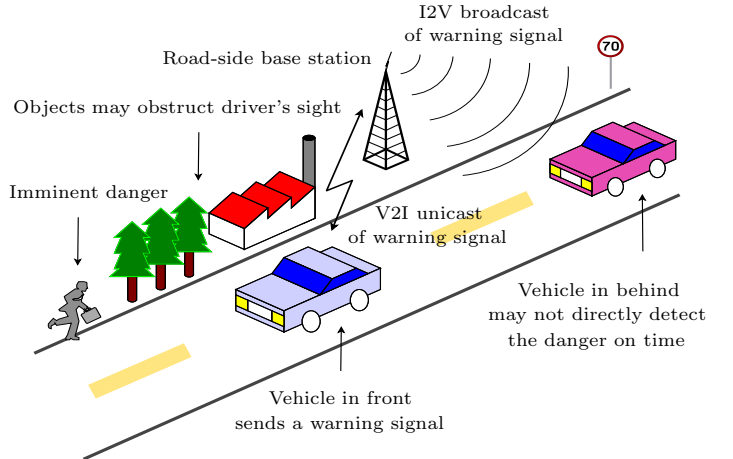 I2V broadcast
of warning signal
Road-side base station
70
Objects may obstruct driver's sight
Imminent danger
V2I unicast
of warning signal
Vehicle in behind
may not directly detect
the danger on time
Vehicle in front
sends a warning signal